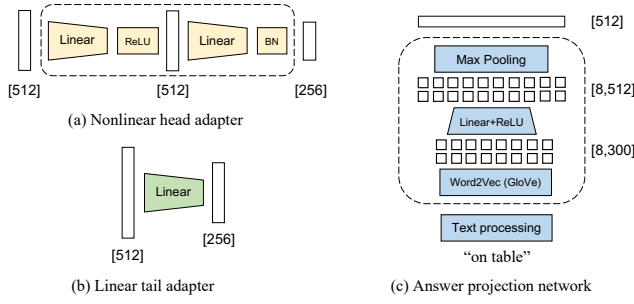 Linear
ReLU
Linear
BN
[512]
[512]
[256]
(a) Nonlinear head adapter
Linear
[512]
[256]
(b) Linear tail adapter
[512]
Max Pooling
[8,512]
Linear+ReLU
[8,300]
Word2Vec (GloVe)
Text processing
“on table”
(c) Answer projection network